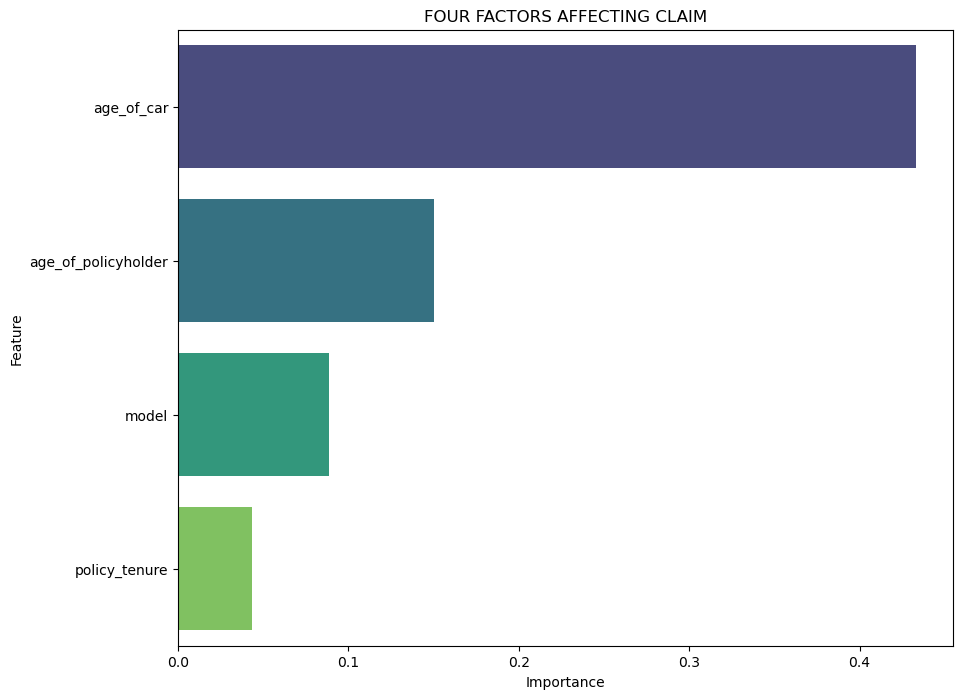 FOUR FACTORS AFFECTING CLAIM
age_of_car
age_of_policyholder
model
policy_tenure
Feature
0.0
0.1
0.2
0.3
0.4
Importance